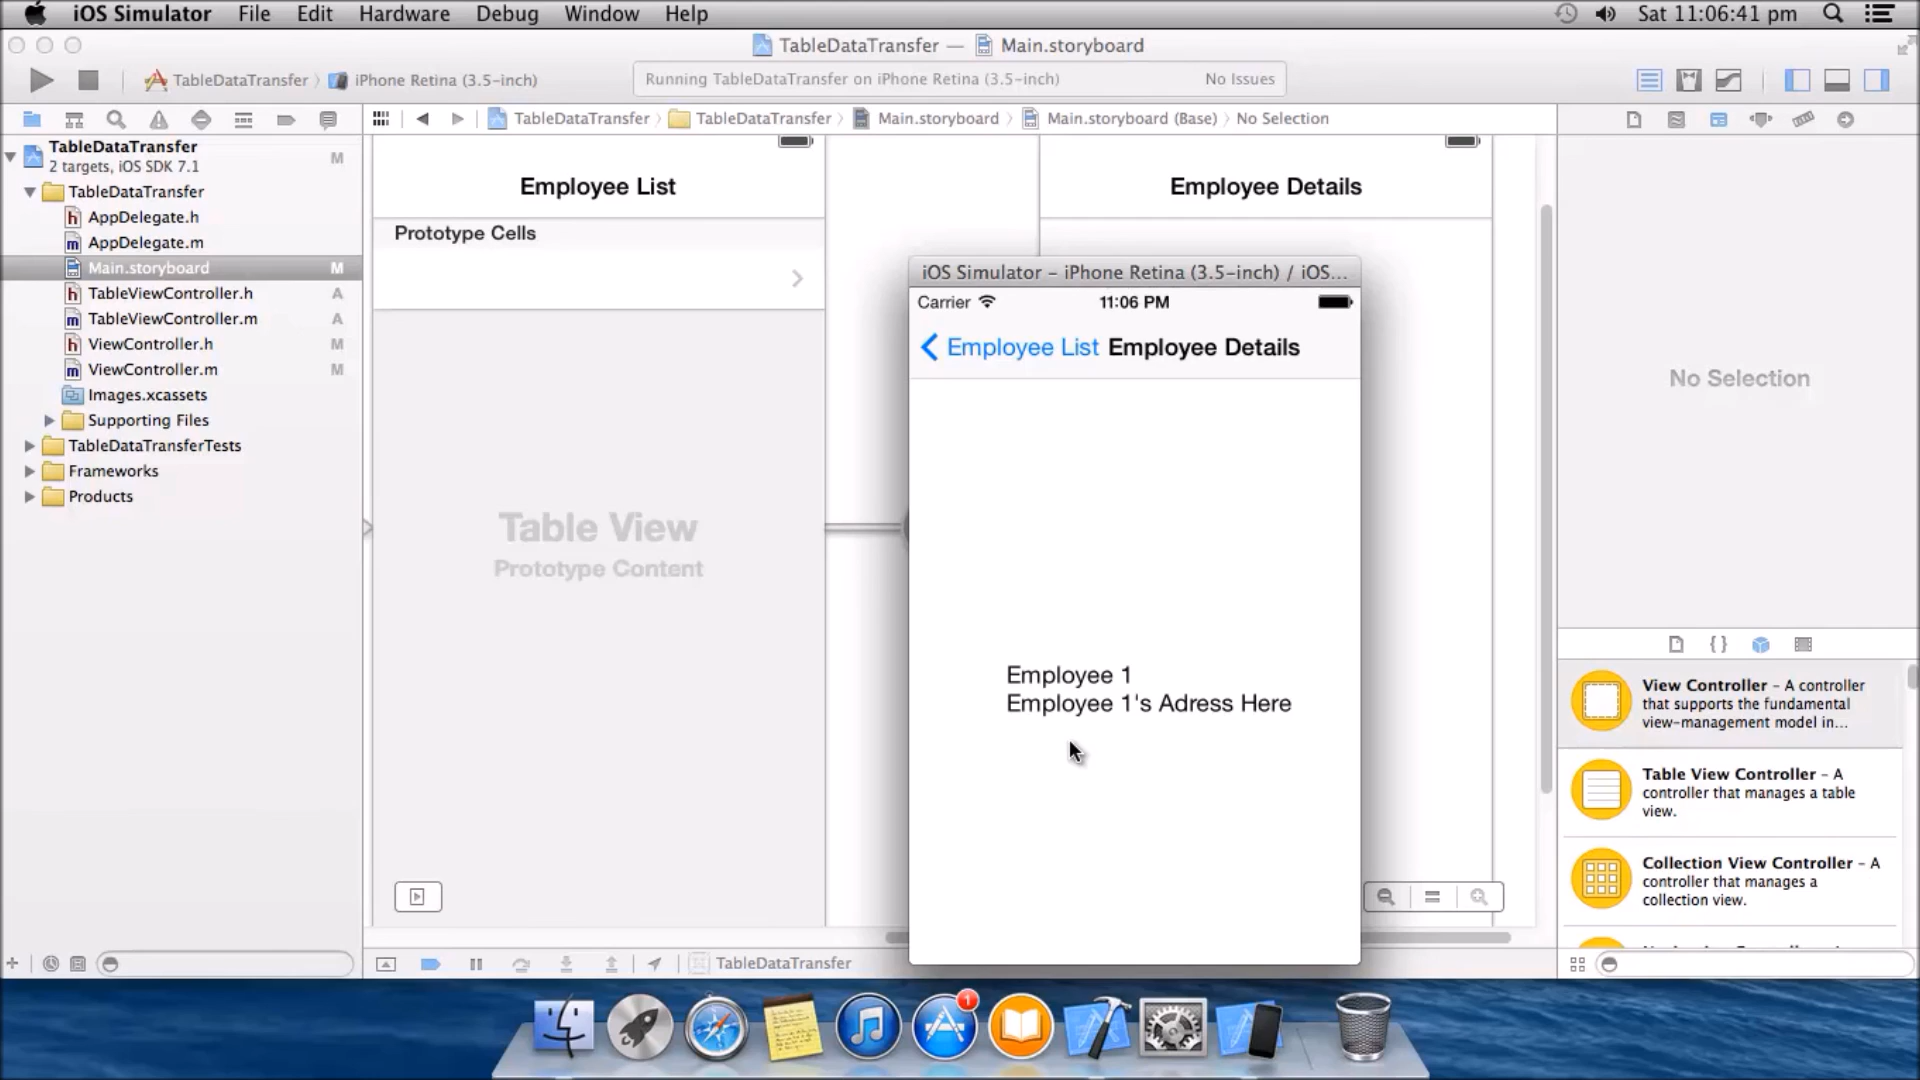 iOS Simulator File Edit Hardware Debug Window Help Sat 11:06:41 pm
TableDataTransfer — Main.storyboard
TableDataTransfer iPhone Retina (3.5-inch) Running TableDataTransfer on iPhone Retina (3.5-inch) No Issues
TableDataTransfer TableDataTransfer Main.storyboard Main.storyboard (Base) No Selection
TableDataTransfer M
2 targets, iOS SDK 7.1
TableDataTransfer
AppDelegate.h
AppDelegate.m
Main.storyboard M
TableViewController.h A
TableViewController.m A
ViewController.h M
ViewController.m M
Images.xcassets
Supporting Files
TableDataTransferTests
Frameworks
Products
Employee List
Prototype Cells
Table View
Prototype Content
Employee Details
iOS Simulator – iPhone Retina (3.5-inch) / iOS...
Carrier 11:06 PM
Employee List Employee Details
Employee 1
Employee 1's Adress Here
TableDataTransfer
No Selection
{ }
View Controller – A controller
that supports the fundamental
view-management model in...
Table View Controller – A
controller that manages a table
view.
Collection View Controller – A
controller that manages a
collection view.
1